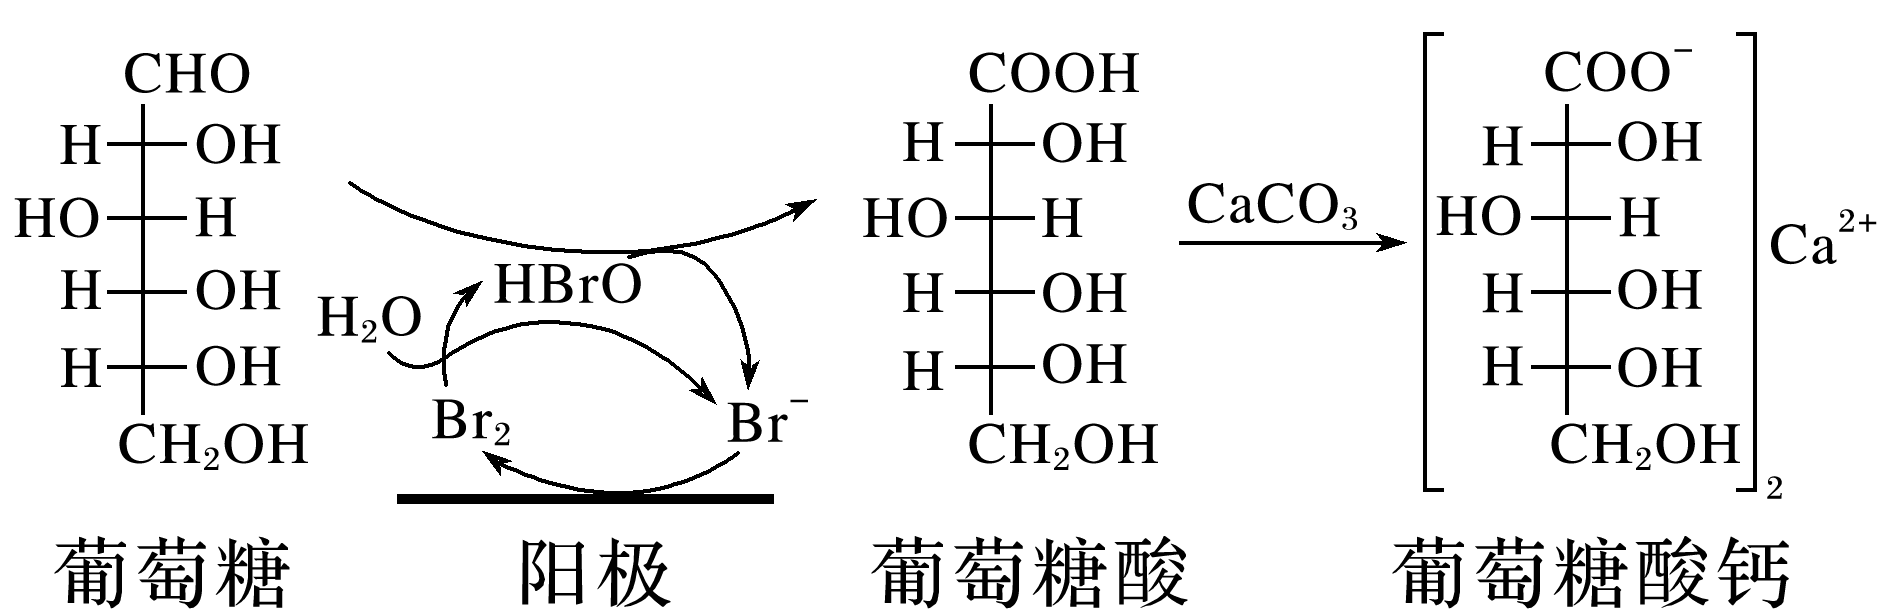 CHO
H OH
HO H
H OH
H OH
CH₂OH
葡萄糖
H₂O
HBrO
Br₂
Br⁻
阳极
COOH
H OH
HO H
H OH
H OH
CH₂OH
葡萄糖酸
CaCO₃
COO⁻
H OH
HO H
H OH
H OH
CH₂OH
2
Ca²⁺
葡萄糖酸钙